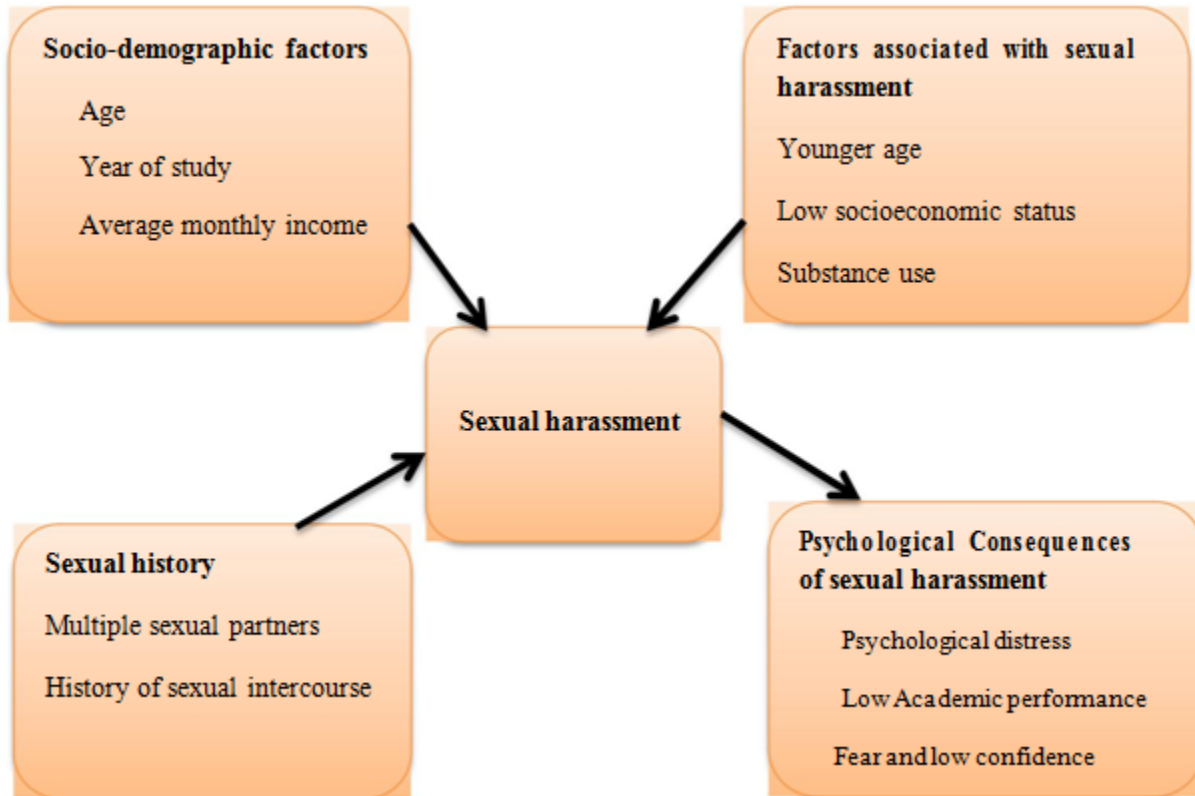 Socio-demographic factors
Age
Year of study
Average monthly income
Factors associated with sexual
harassment
Younger age
Low socioeconomic status
Substance use
Sexual harassment
Sexual history
Multiple sexual partners
History of sexual intercourse
Psychological Consequences
of sexual harassment
Psychological distress
Low Academic performance
Fear and low confidence